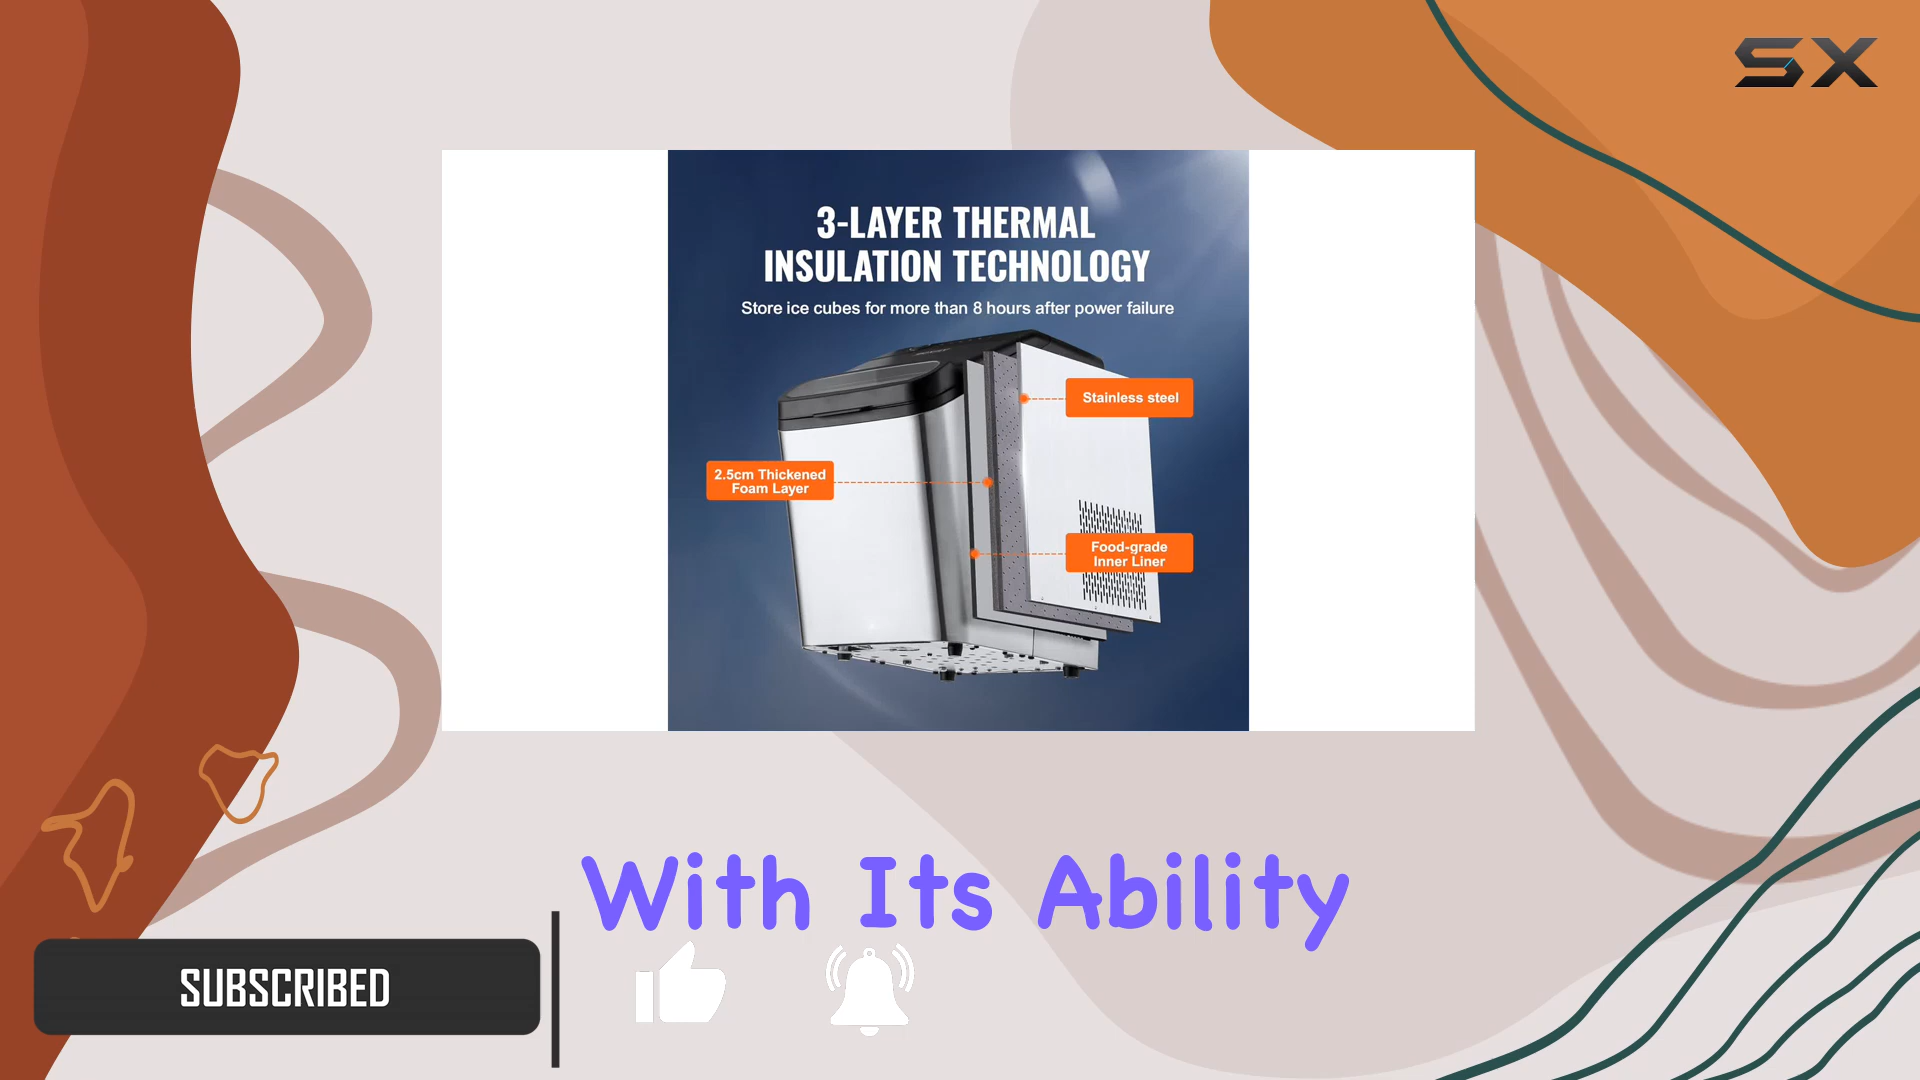 SX
3-LAYER THERMAL
INSULATION TECHNOLOGY
Store ice cubes for more than 8 hours after power failure
Stainless steel
2.5cm Thickened
Foam Layer
Food-grade
Inner Liner
With Its Ability
SUBSCRIBED